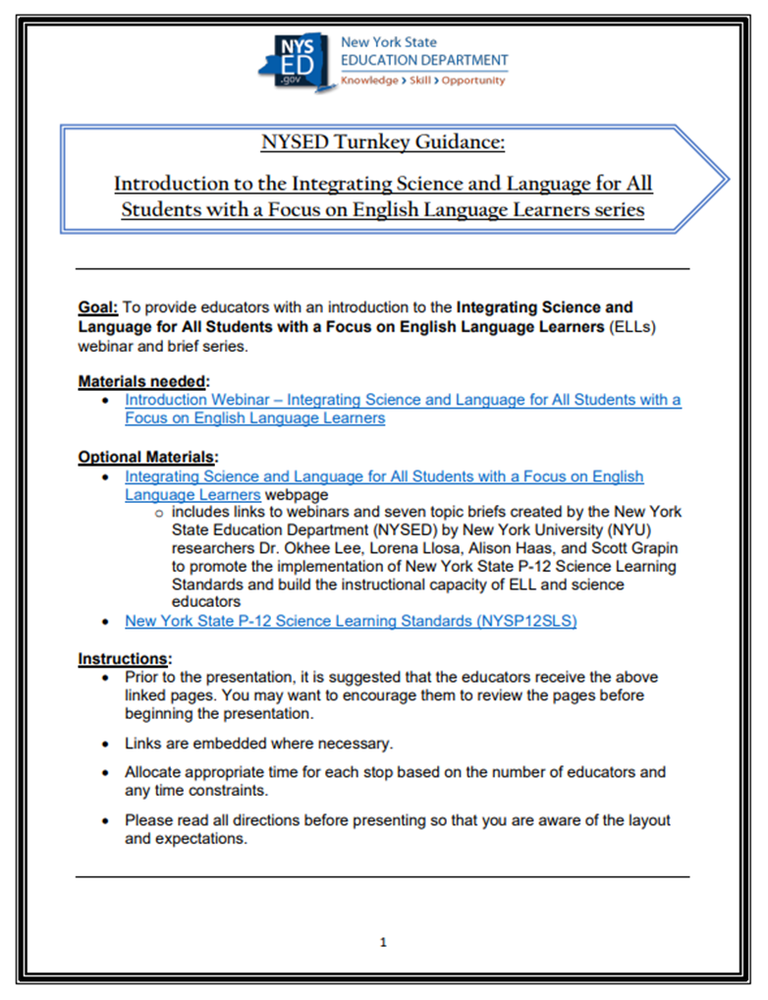 NYS
ED
.gov
New York State
EDUCATION DEPARTMENT
Knowledge › Skill › Opportunity
NYSED Turnkey Guidance:
Introduction to the Integrating Science and Language for All
Students with a Focus on English Language Learners series
Goal: To provide educators with an introduction to the Integrating Science and
Language for All Students with a Focus on English Language Learners (ELLs)
webinar and brief series.
Materials needed:
• Introduction Webinar – Integrating Science and Language for All Students with a
Focus on English Language Learners
Optional Materials:
• Integrating Science and Language for All Students with a Focus on English
Language Learners webpage
o includes links to webinars and seven topic briefs created by the New York
State Education Department (NYSED) by New York University (NYU)
researchers Dr. Okhee Lee, Lorena Llosa, Alison Haas, and Scott Grapin
to promote the implementation of New York State P-12 Science Learning
Standards and build the instructional capacity of ELL and science
educators
• New York State P-12 Science Learning Standards (NYSP12SLS)
Instructions:
• Prior to the presentation, it is suggested that the educators receive the above
linked pages. You may want to encourage them to review the pages before
beginning the presentation.
• Links are embedded where necessary.
• Allocate appropriate time for each stop based on the number of educators and
any time constraints.
• Please read all directions before presenting so that you are aware of the layout
and expectations.
1